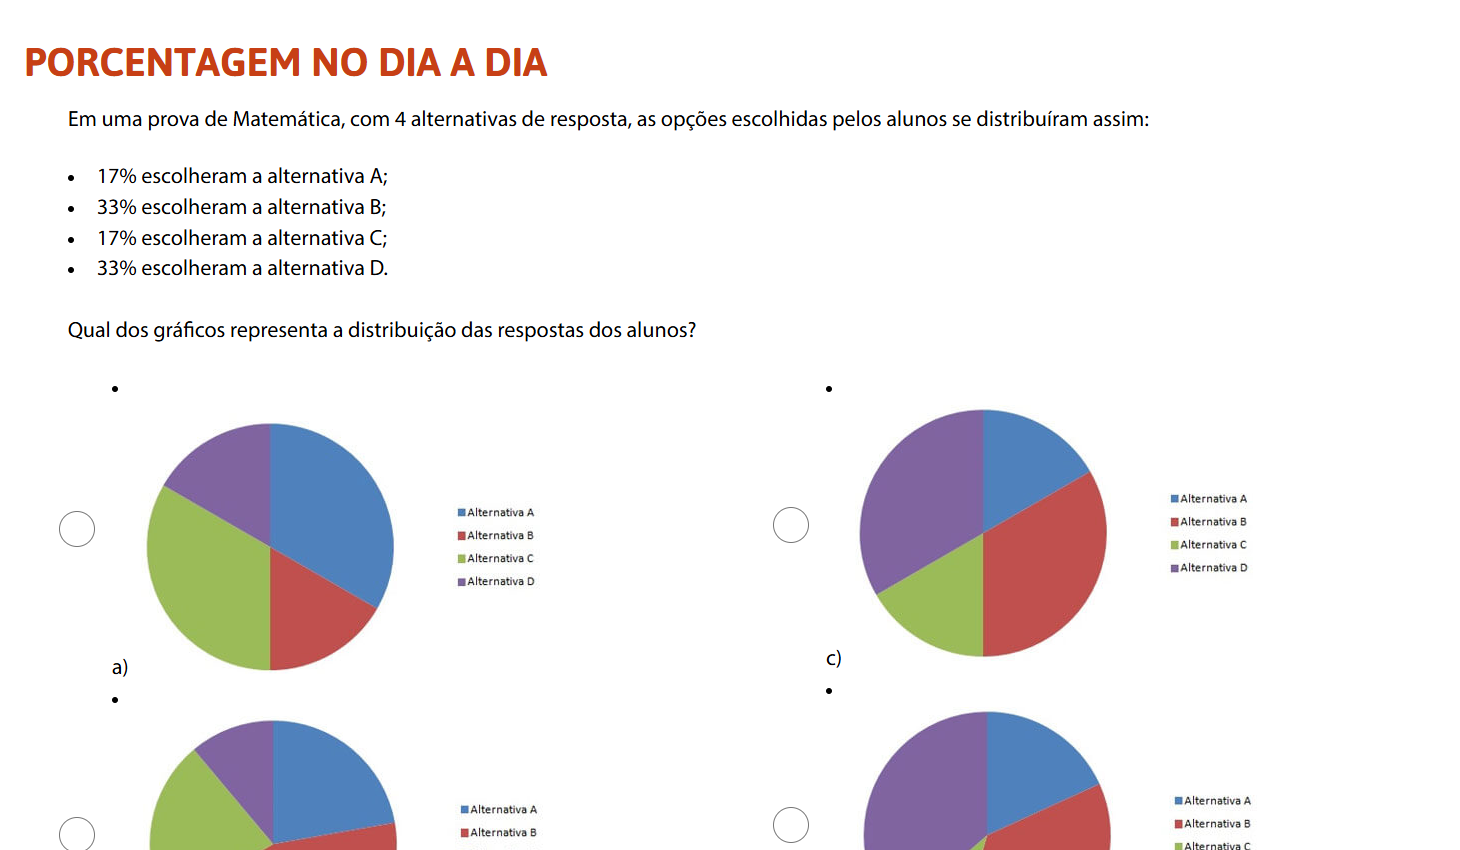 PORCENTAGEM NO DIA A DIA
Em uma prova de Matemática, com 4 alternativas de resposta, as opções escolhidas pelos alunos se distribuíram assim:
• 17% escolheram a alternativa A;
• 33% escolheram a alternativa B;
• 17% escolheram a alternativa C;
• 33% escolheram a alternativa D.
Qual dos gráficos representa a distribuição das respostas dos alunos?
Alternativa A
Alternativa B
Alternativa C
Alternativa D
a)
Alternativa A
Alternativa B
Alternativa C
Alternativa D
c)
Alternativa A
Alternativa B
Alternativa A
Alternativa B
Alternativa C